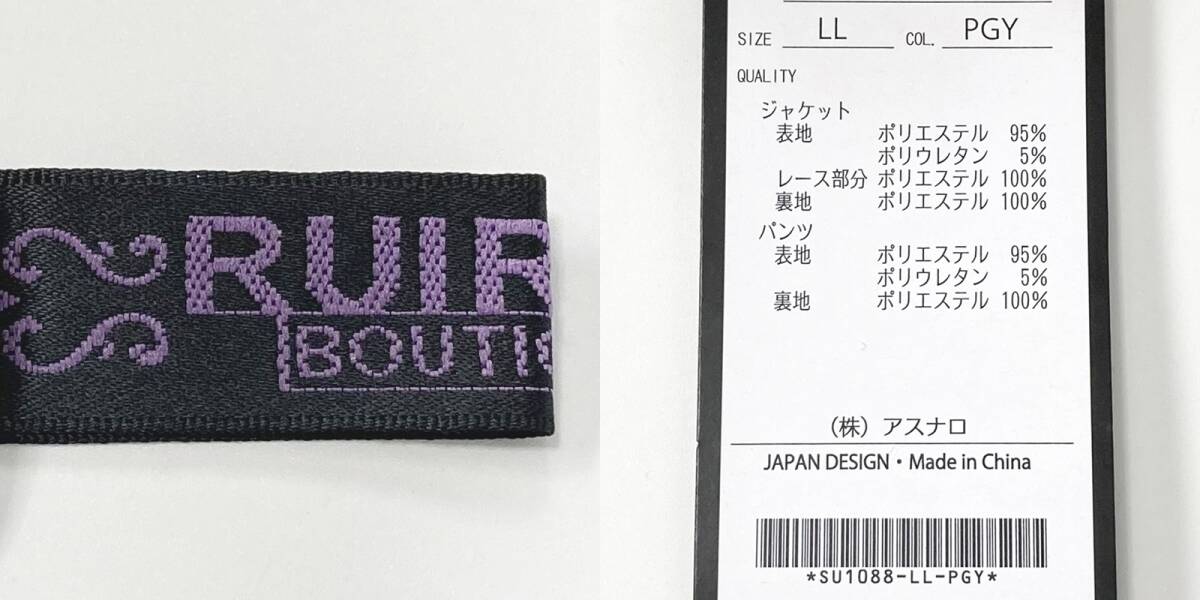 RUIR
BOUTI
SIZE LL COL. PGY
QUALITY
ジャケット
表地 ポリエステル 95%
ポリウレタン 5%
レース部分 ポリエステル 100%
裏地 ポリエステル 100%
パンツ
表地 ポリエステル 95%
ポリウレタン 5%
裏地 ポリエステル 100%
(株) アスナロ
JAPAN DESIGN・Made in China
*SU1088-LL-PGY*